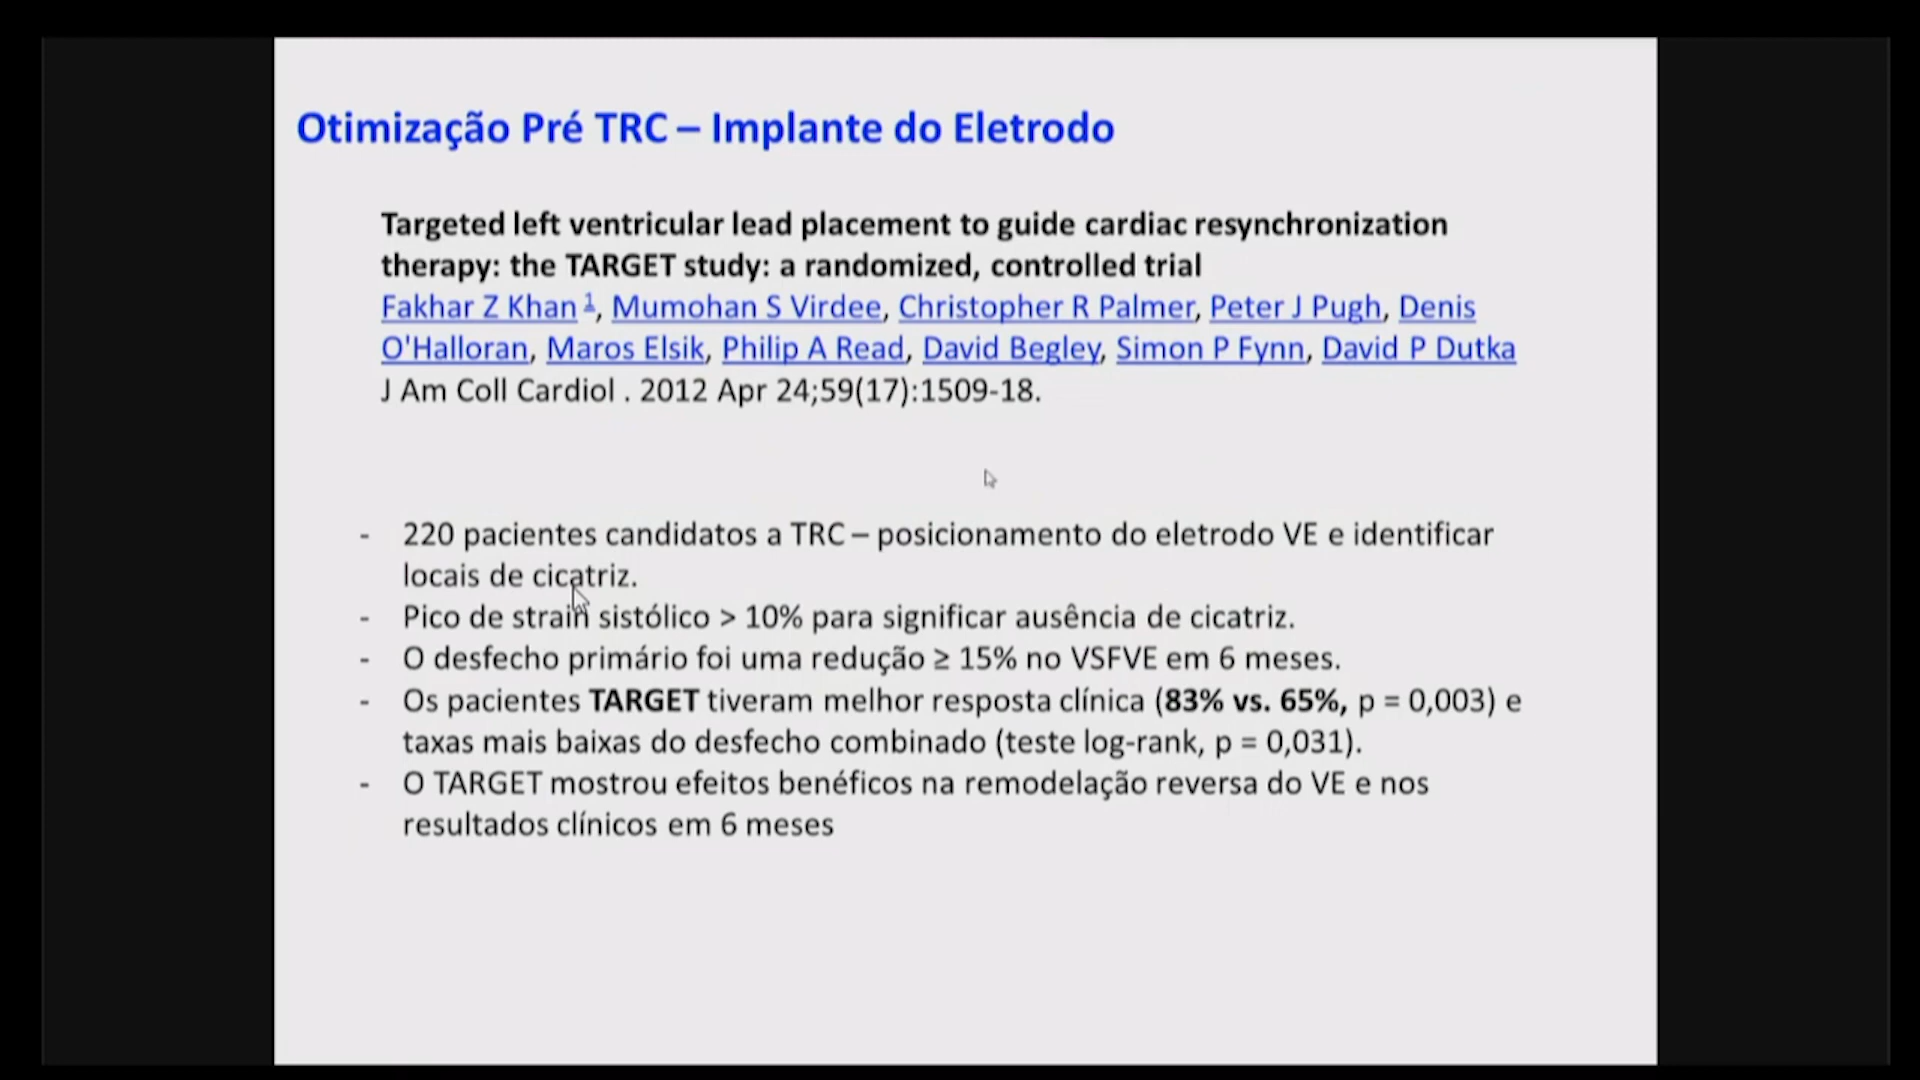 Otimização Pré TRC – Implante do Eletrodo
Targeted left ventricular lead placement to guide cardiac resynchronization
therapy: the TARGET study: a randomized, controlled trial
Fakhar Z Khan 1, Mumohan S Virdee, Christopher R Palmer, Peter J Pugh, Denis
O'Halloran, Maros Elsik, Philip A Read, David Begley, Simon P Fynn, David P Dutka
J Am Coll Cardiol . 2012 Apr 24;59(17):1509-18.
- 220 pacientes candidatos a TRC – posicionamento do eletrodo VE e identificar
locais de cicatriz.
- Pico de strain sistólico > 10% para significar ausência de cicatriz.
- O desfecho primário foi uma redução ≥ 15% no VSFVE em 6 meses.
- Os pacientes TARGET tiveram melhor resposta clínica (83% vs. 65%, p = 0,003) e
taxas mais baixas do desfecho combinado (teste log-rank, p = 0,031).
- O TARGET mostrou efeitos benéficos na remodelação reversa do VE e nos
resultados clínicos em 6 meses